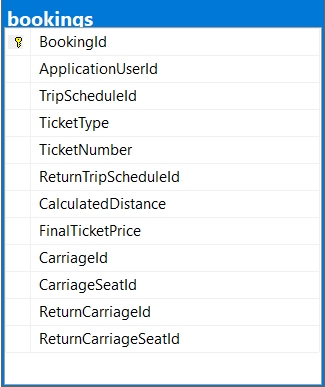 bookings
BookingId
ApplicationUserId
TripScheduleId
TicketType
TicketNumber
ReturnTripScheduleId
CalculatedDistance
FinalTicketPrice
CarriageId
CarriageSeatId
ReturnCarriageId
ReturnCarriageSeatId